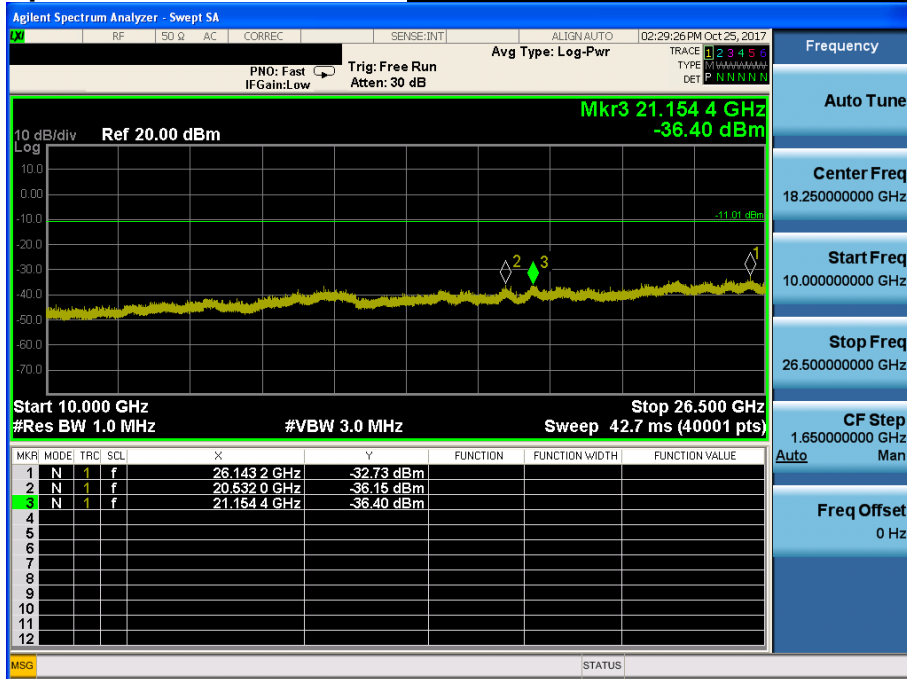 Agilent Spectrum Analyzer - Swept SA
LXI RF 50 Ω AC CORREC SENSE:INT ALIGNAUTO 02:29:26PM Oct 25, 2017
Avg Type: Log-Pwr TRACE 1 2 3 4 5 6
PNO: Fast Trig: Free Run TYPE M WWWWW
IFGain:Low Atten: 30 dB DET P N N N N N
Frequency
Auto Tune
Center Freq
18.250000000 GHz
Start Freq
10.000000000 GHz
Stop Freq
26.500000000 GHz
CF Step
1.650000000 GHz
Auto Man
Freq Offset
0 Hz
Mkr3 21.154 4 GHz
10 dB/div Ref 20.00 dBm -36.40 dBm
Log
10.0
0.00
-10.0
-11.01 dBm
-20.0
-30.0
-40.0
-50.0
-60.0
-70.0
2 3 1
Start 10.000 GHz Stop 26.500 GHz
#Res BW 1.0 MHz #VBW 3.0 MHz Sweep 42.7 ms (40001 pts)
MKR MODE TRC SCL X Y FUNCTION FUNCTION WIDTH FUNCTION VALUE
1 N 1 f 26.143 2 GHz -32.73 dBm
2 N 1 f 20.532 0 GHz -36.15 dBm
3 N 1 f 21.154 4 GHz -36.40 dBm
4
5
6
7
8
9
10
11
12
MSG STATUS